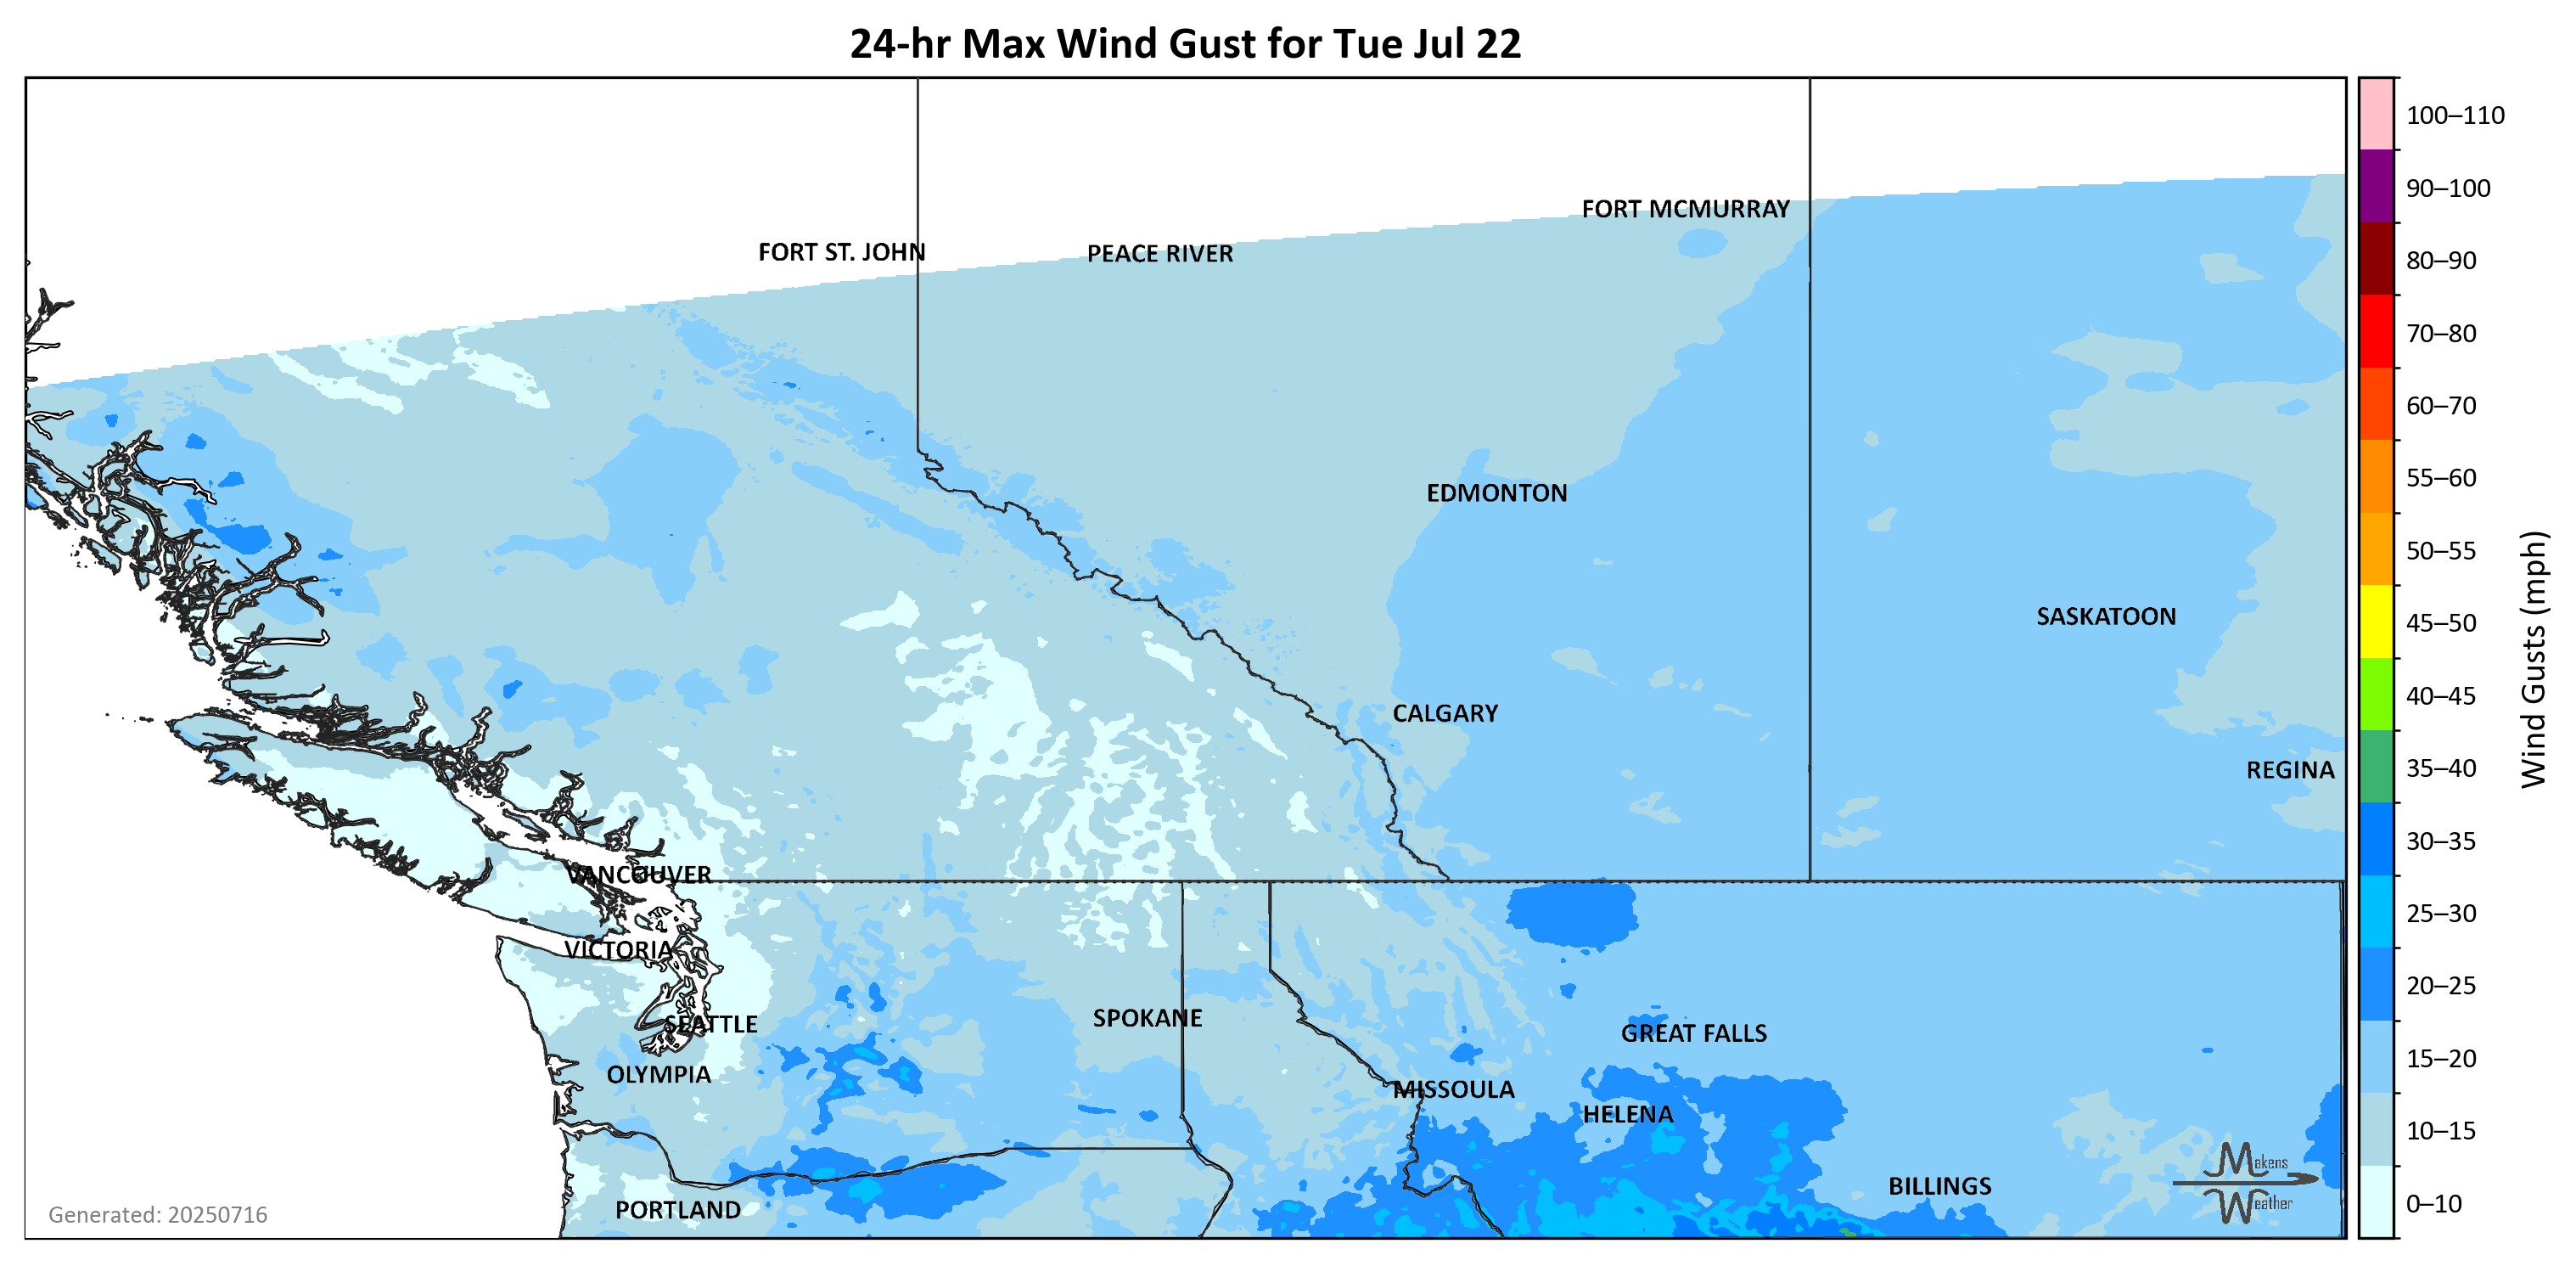 24-hr Max Wind Gust for Tue Jul 22
100–110
90–100
80–90
70–80
60–70
55–60
50–55
45–50
40–45
35–40
30–35
25–30
20–25
15–20
10–15
0–10
Wind Gusts (mph)
FORT MCMURRAY
FORT ST. JOHN
PEACE RIVER
EDMONTON
SASKATOON
CALGARY
REGINA
VANCOUVER
VICTORIA
SEATTLE
SPOKANE
GREAT FALLS
OLYMPIA
MISSOULA
HELENA
BILLINGS
PORTLAND
Makens
Weather
Generated: 20250716